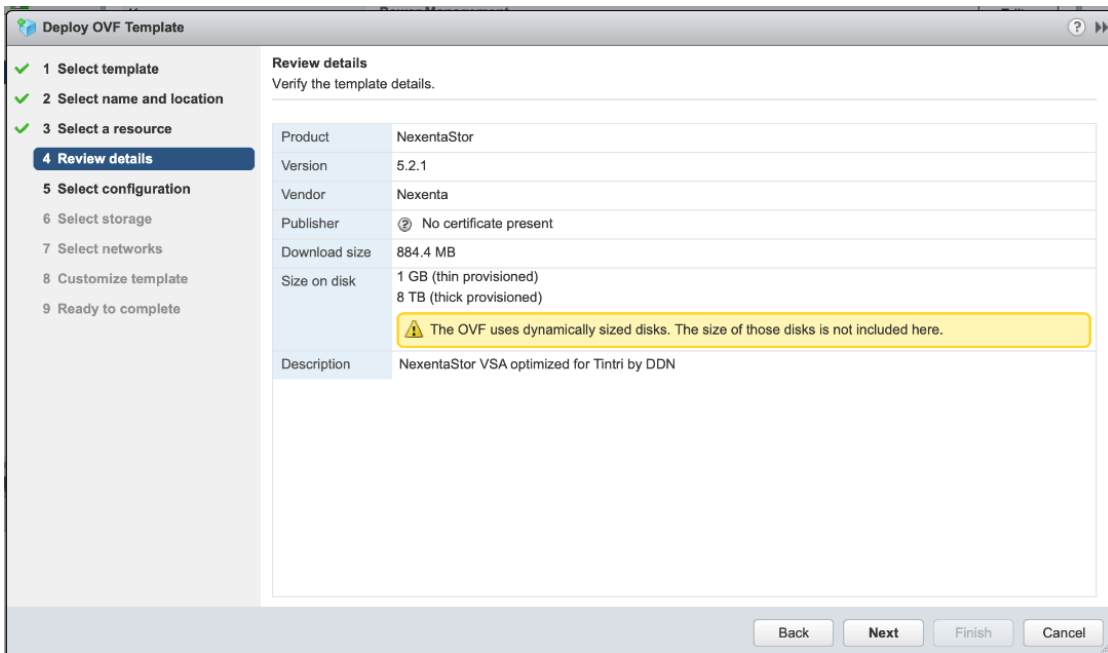 Deploy OVF Template
1 Select template
2 Select name and location
3 Select a resource
4 Review details
5 Select configuration
6 Select storage
7 Select networks
8 Customize template
9 Ready to complete
Review details
Verify the template details.
Product NexentaStor
Version 5.2.1
Vendor Nexenta
Publisher No certificate present
Download size 884.4 MB
Size on disk 1 GB (thin provisioned)
8 TB (thick provisioned)
The OVF uses dynamically sized disks. The size of those disks is not included here.
Description NexentaStor VSA optimized for Tintri by DDN
Back Next Finish Cancel